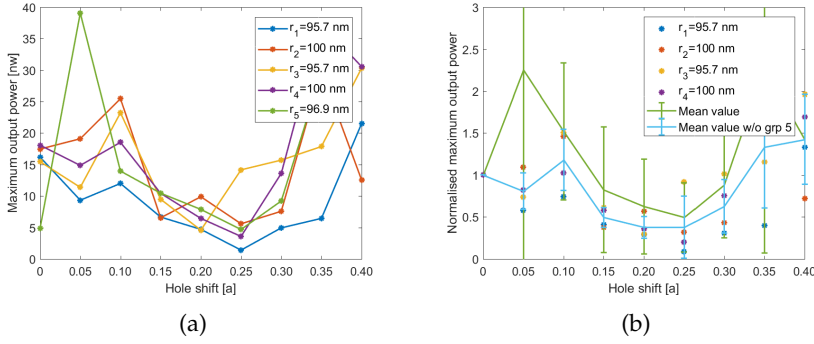 Maximum output power [nw]
40
35
30
25
20
15
10
5
0
0 0.05 0.10 0.15 0.20 0.25 0.30 0.35 0.40
Hole shift [a]
r1=95.7 nm
r2=100 nm
r3=95.7 nm
r4=100 nm
r5=96.9 nm
(a)
Normalised maximum output power
3
2.5
2
1.5
1
0.5
0
0 0.05 0.10 0.15 0.20 0.25 0.30 0.35 0.40
Hole shift [a]
r1=95.7 nm
r2=100 nm
r3=95.7 nm
r4=100 nm
Mean value
Mean value w/o grp 5
(b)